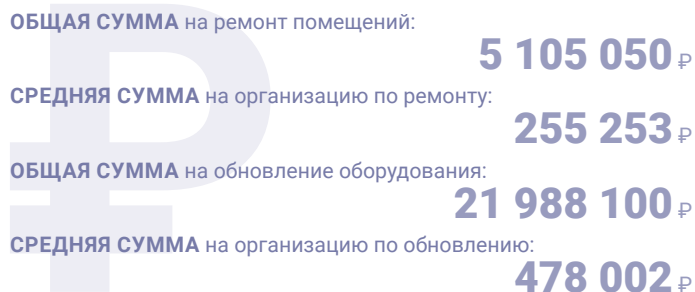 ОБЩАЯ СУММА на ремонт помещений:
5 105 050 ₽
СРЕДНЯЯ СУММА на организацию по ремонту:
255 253 ₽
ОБЩАЯ СУММА на обновление оборудования:
21 988 100 ₽
СРЕДНЯЯ СУММА на организацию по обновлению:
478 002 ₽